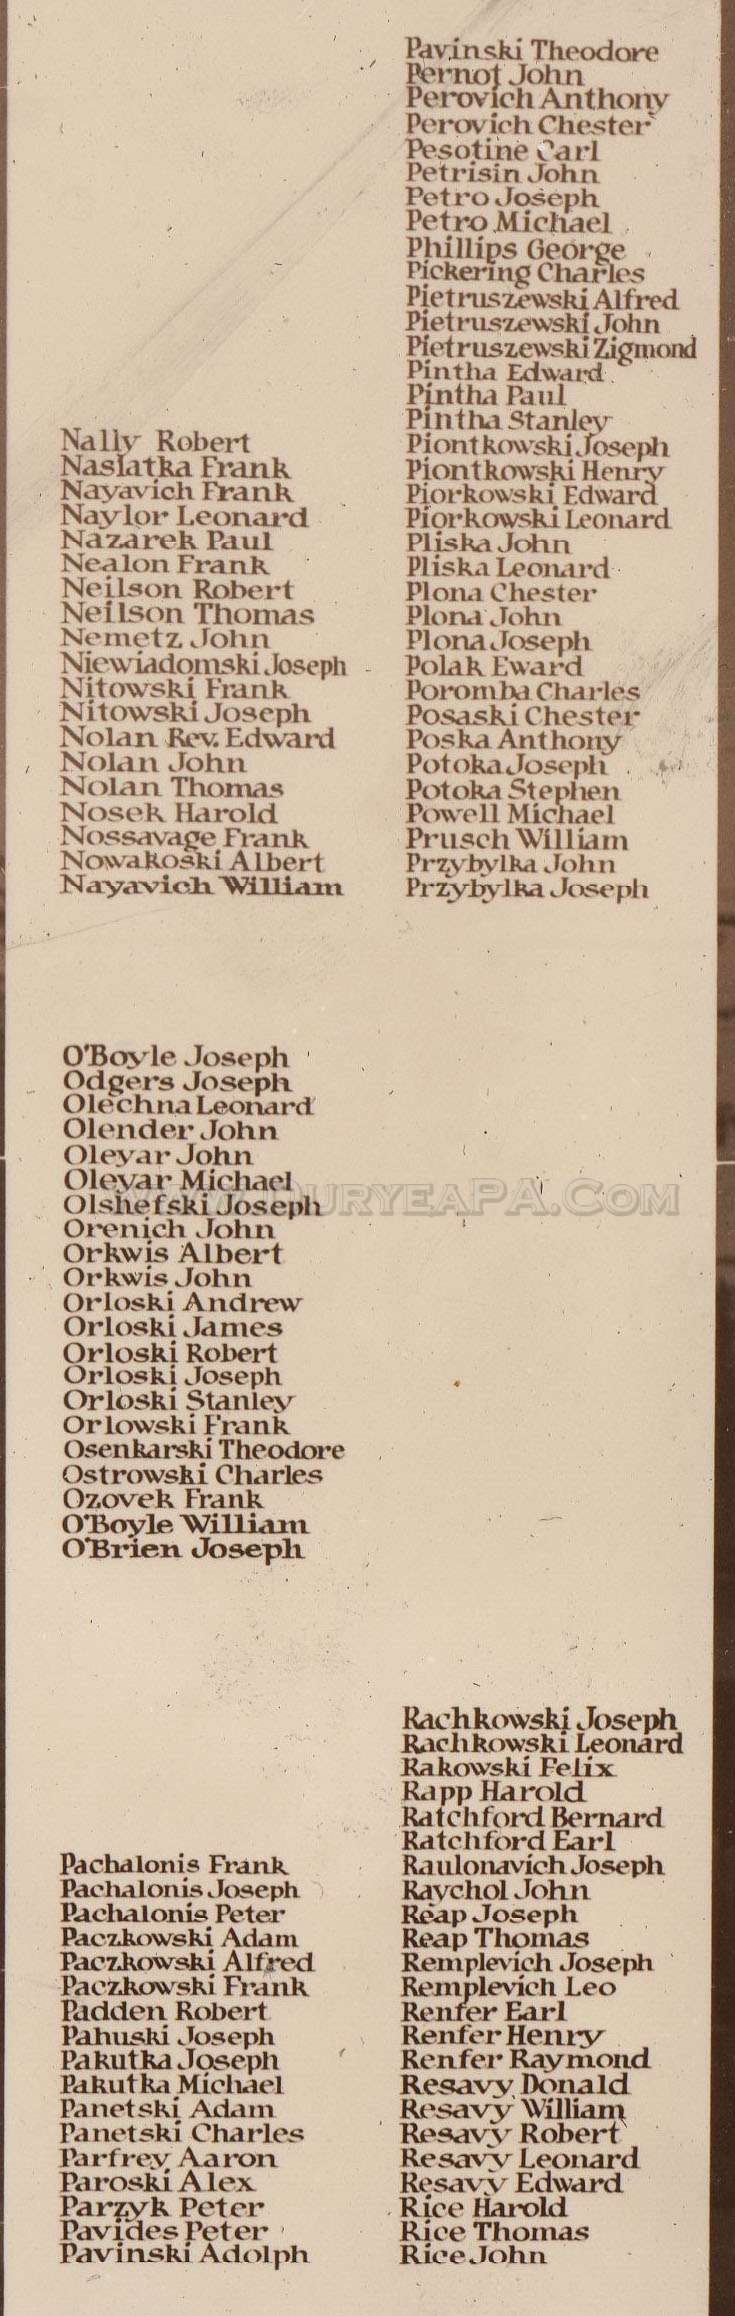 Nally Robert
Naslatka Frank
Nayavich Frank
Naylor Leonard
Nazarek Paul
Nealon Frank
Neilson Robert
Neilson Thomas
Nemetz John
Niewiadomski Joseph
Nitowski Frank
Nitowski Joseph
Nolan Rev. Edward
Nolan John
Nolan Thomas
Nosek Harold
Nossavage Frank
Nowakoski Albert
Nayavich William
O'Boyle Joseph
Odgers Joseph
Olechna Leonard
Olender John
Oleyar John
Oleyar Michael
Olshefski Joseph
Orenich John
Orkwis Albert
Orkwis John
Orloski Andrew
Orloski James
Orloski Robert
Orloski Joseph
Orloski Stanley
Orlowski Frank
Osenkarski Theodore
Ostrowski Charles
Ozovek Frank
O'Boyle William
O'Brien Joseph
Pachalonis Frank
Pachalonis Joseph
Pachalonis Peter
Paczkowski Adam
Paczkowski Alfred
Paczkowski Frank
Padden Robert
Pahuski Joseph
Pakutka Joseph
Pakutka Michael
Panetski Adam
Panetski Charles
Parfrey Aaron
Paroski Alex
Parzyk Peter
Pavides Peter
Pavinski Adolph
Pavinski Theodore
Pernot John
Perovich Anthony
Perovich Chester
Pesotine Carl
Petrisin John
Petro Joseph
Petro Michael
Phillips George
Pickering Charles
Pietruszewski Alfred
Pietruszewski John
Pietruszewski Zigmond
Pintha Edward
Pintha Paul
Pintha Stanley
Piontkowski Joseph
Piontkowski Henry
Piorkowski Edward
Piorkowski Leonard
Pliska John
Pliska Leonard
Plona Chester
Plona John
Plona Joseph
Polak Eward
Poromba Charles
Posaski Chester
Poska Anthony
Potoka Joseph
Potoka Stephen
Powell Michael
Prusch William
Przybylka John
Przybylka Joseph
www.DuryeaPA.Com
Rachkowski Joseph
Rachkowski Leonard
Rakowski Felix
Rapp Harold
Ratchford Bernard
Ratchford Earl
Raulonavich Joseph
Raychol John
Reap Joseph
Reap Thomas
Remplevich Joseph
Remplevich Leo
Renfer Earl
Renfer Henry
Renfer Raymond
Resavy Donald
Resavy William
Resavy Robert
Resavy Leonard
Resavy Edward
Rice Harold
Rice Thomas
Rice John